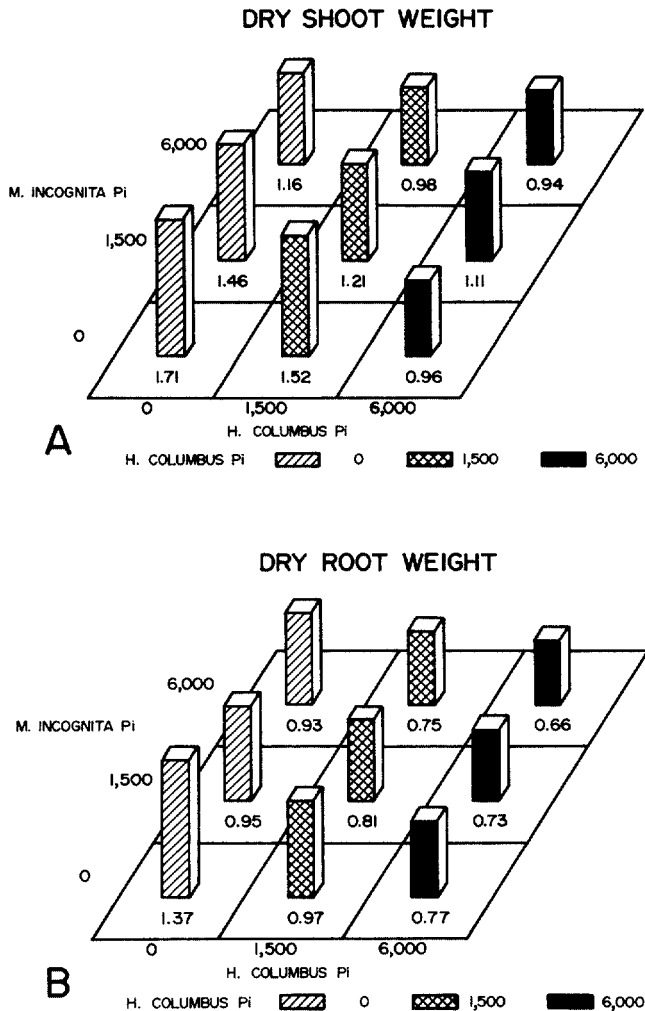 DRY SHOOT WEIGHT
6,000
1.16 0.98 0.94
M. INCOGNITA Pi
1,500
1.46 1.21 1.11
0
1.71 1.52 0.96
0 1,500 6,000
A
H. COLUMBUS Pi
H. COLUMBUS Pi 0 1,500 6,000
DRY ROOT WEIGHT
6,000
0.93 0.75 0.66
M. INCOGNITA Pi
1,500
0.95 0.81 0.73
0
1.37 0.97 0.77
0 1,500 6,000
B
H. COLUMBUS Pi
H. COLUMBUS Pi 0 1,500 6,000